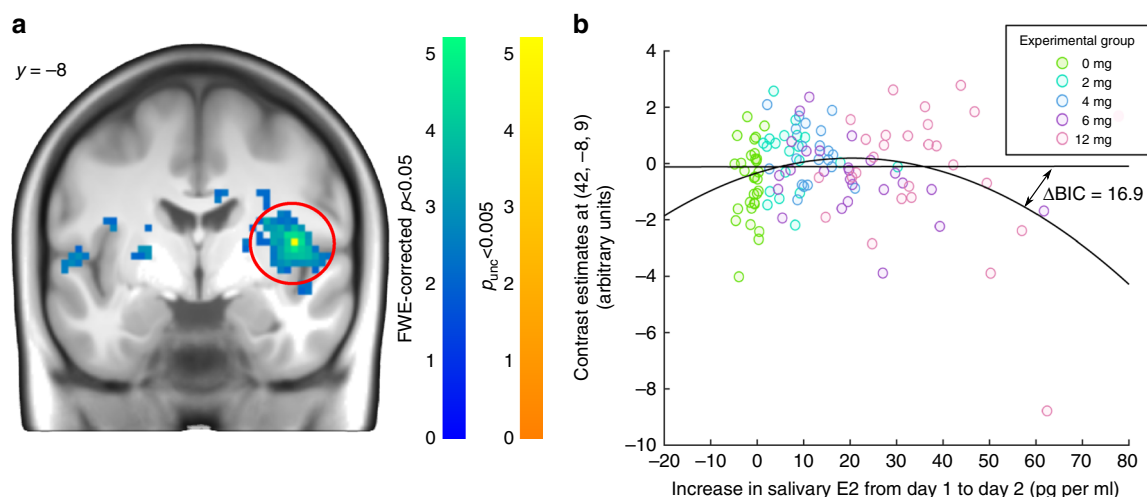 a
y = –8
FWE-corrected p<0.05
5
4
3
2
1
0
p_unc<0.005
5
4
3
2
1
0
b
Contrast estimates at (42, –8, 9)
(arbitrary units)
4
2
0
–2
–4
–6
–8
–10
Experimental group
0 mg
2 mg
4 mg
6 mg
12 mg
ΔBIC = 16.9
–20 –10 0 10 20 30 40 50 60 70 80
Increase in salivary E2 from day 1 to day 2 (pg per ml)